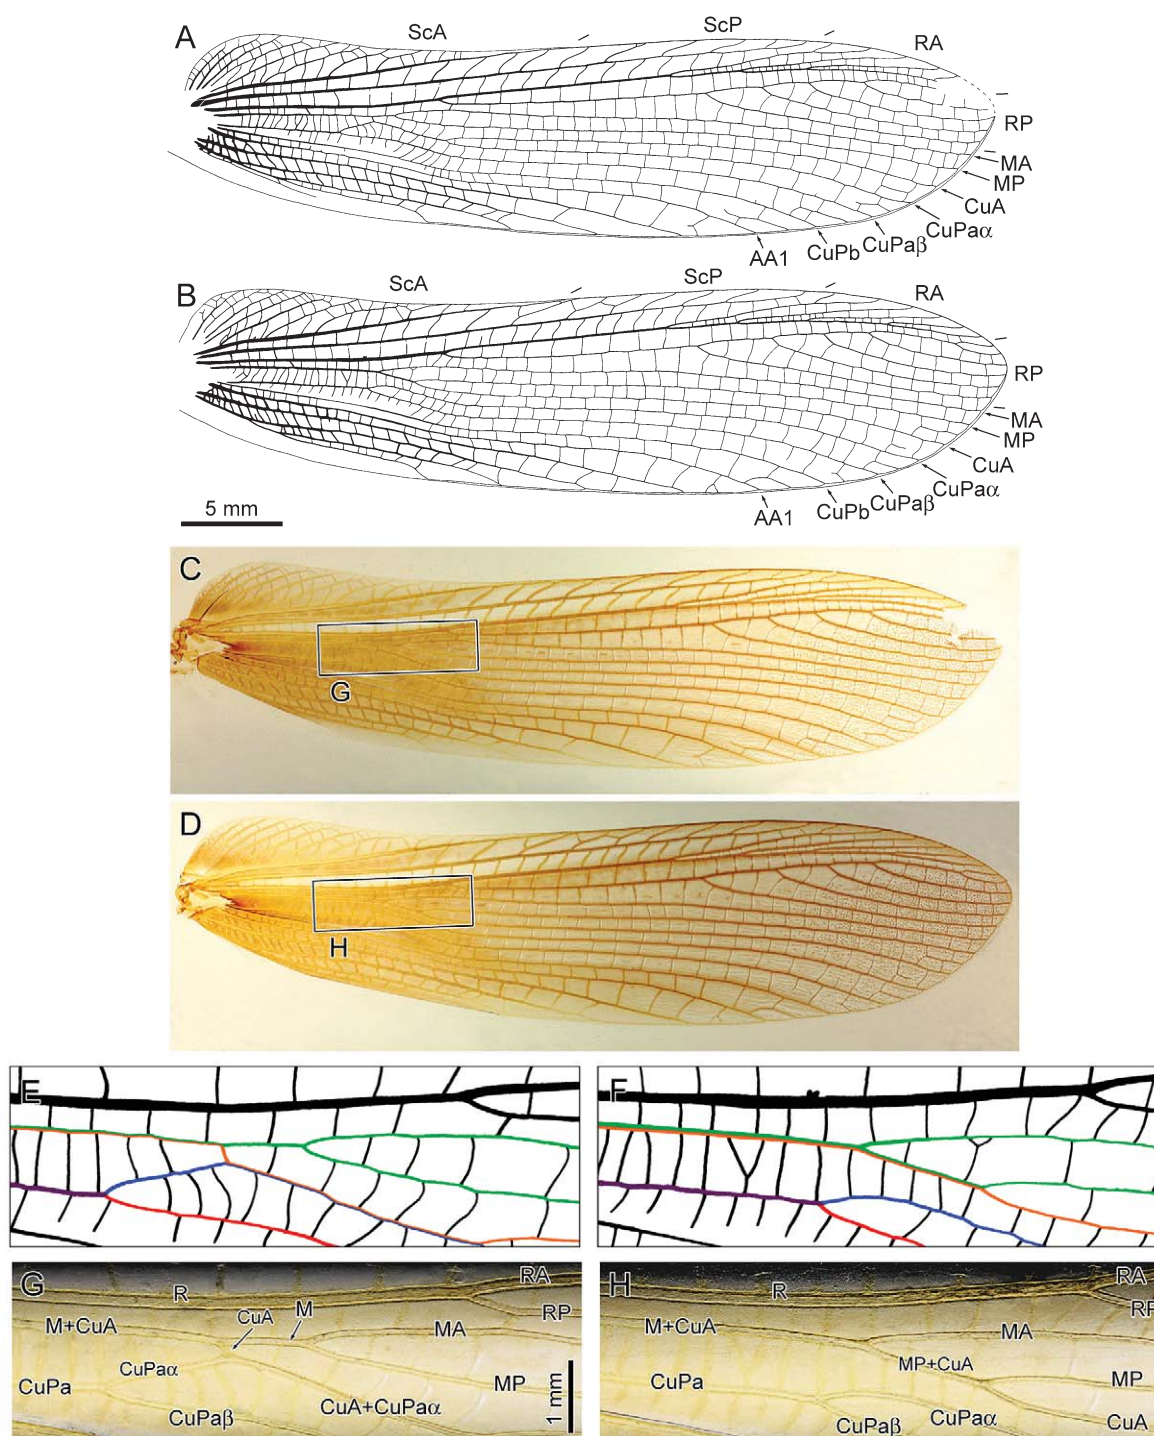 A
ScA
ScP
RA
RP
MA
MP
CuA
CuPaα
CuPaβ
CuPb
AA1
B
ScA
ScP
RA
RP
MA
MP
CuA
CuPaα
CuPaβ
CuPb
AA1
5 mm
C
G
D
H
E
F
G
R
RA
RP
CuA
M
M+CuA
MA
CuPaα
CuPa
MP
CuA+CuPaα
CuPaβ
1 mm
H
R
RA
RP
M+CuA
MA
MP+CuA
CuPa
MP
CuPaβ
CuPaα
CuA